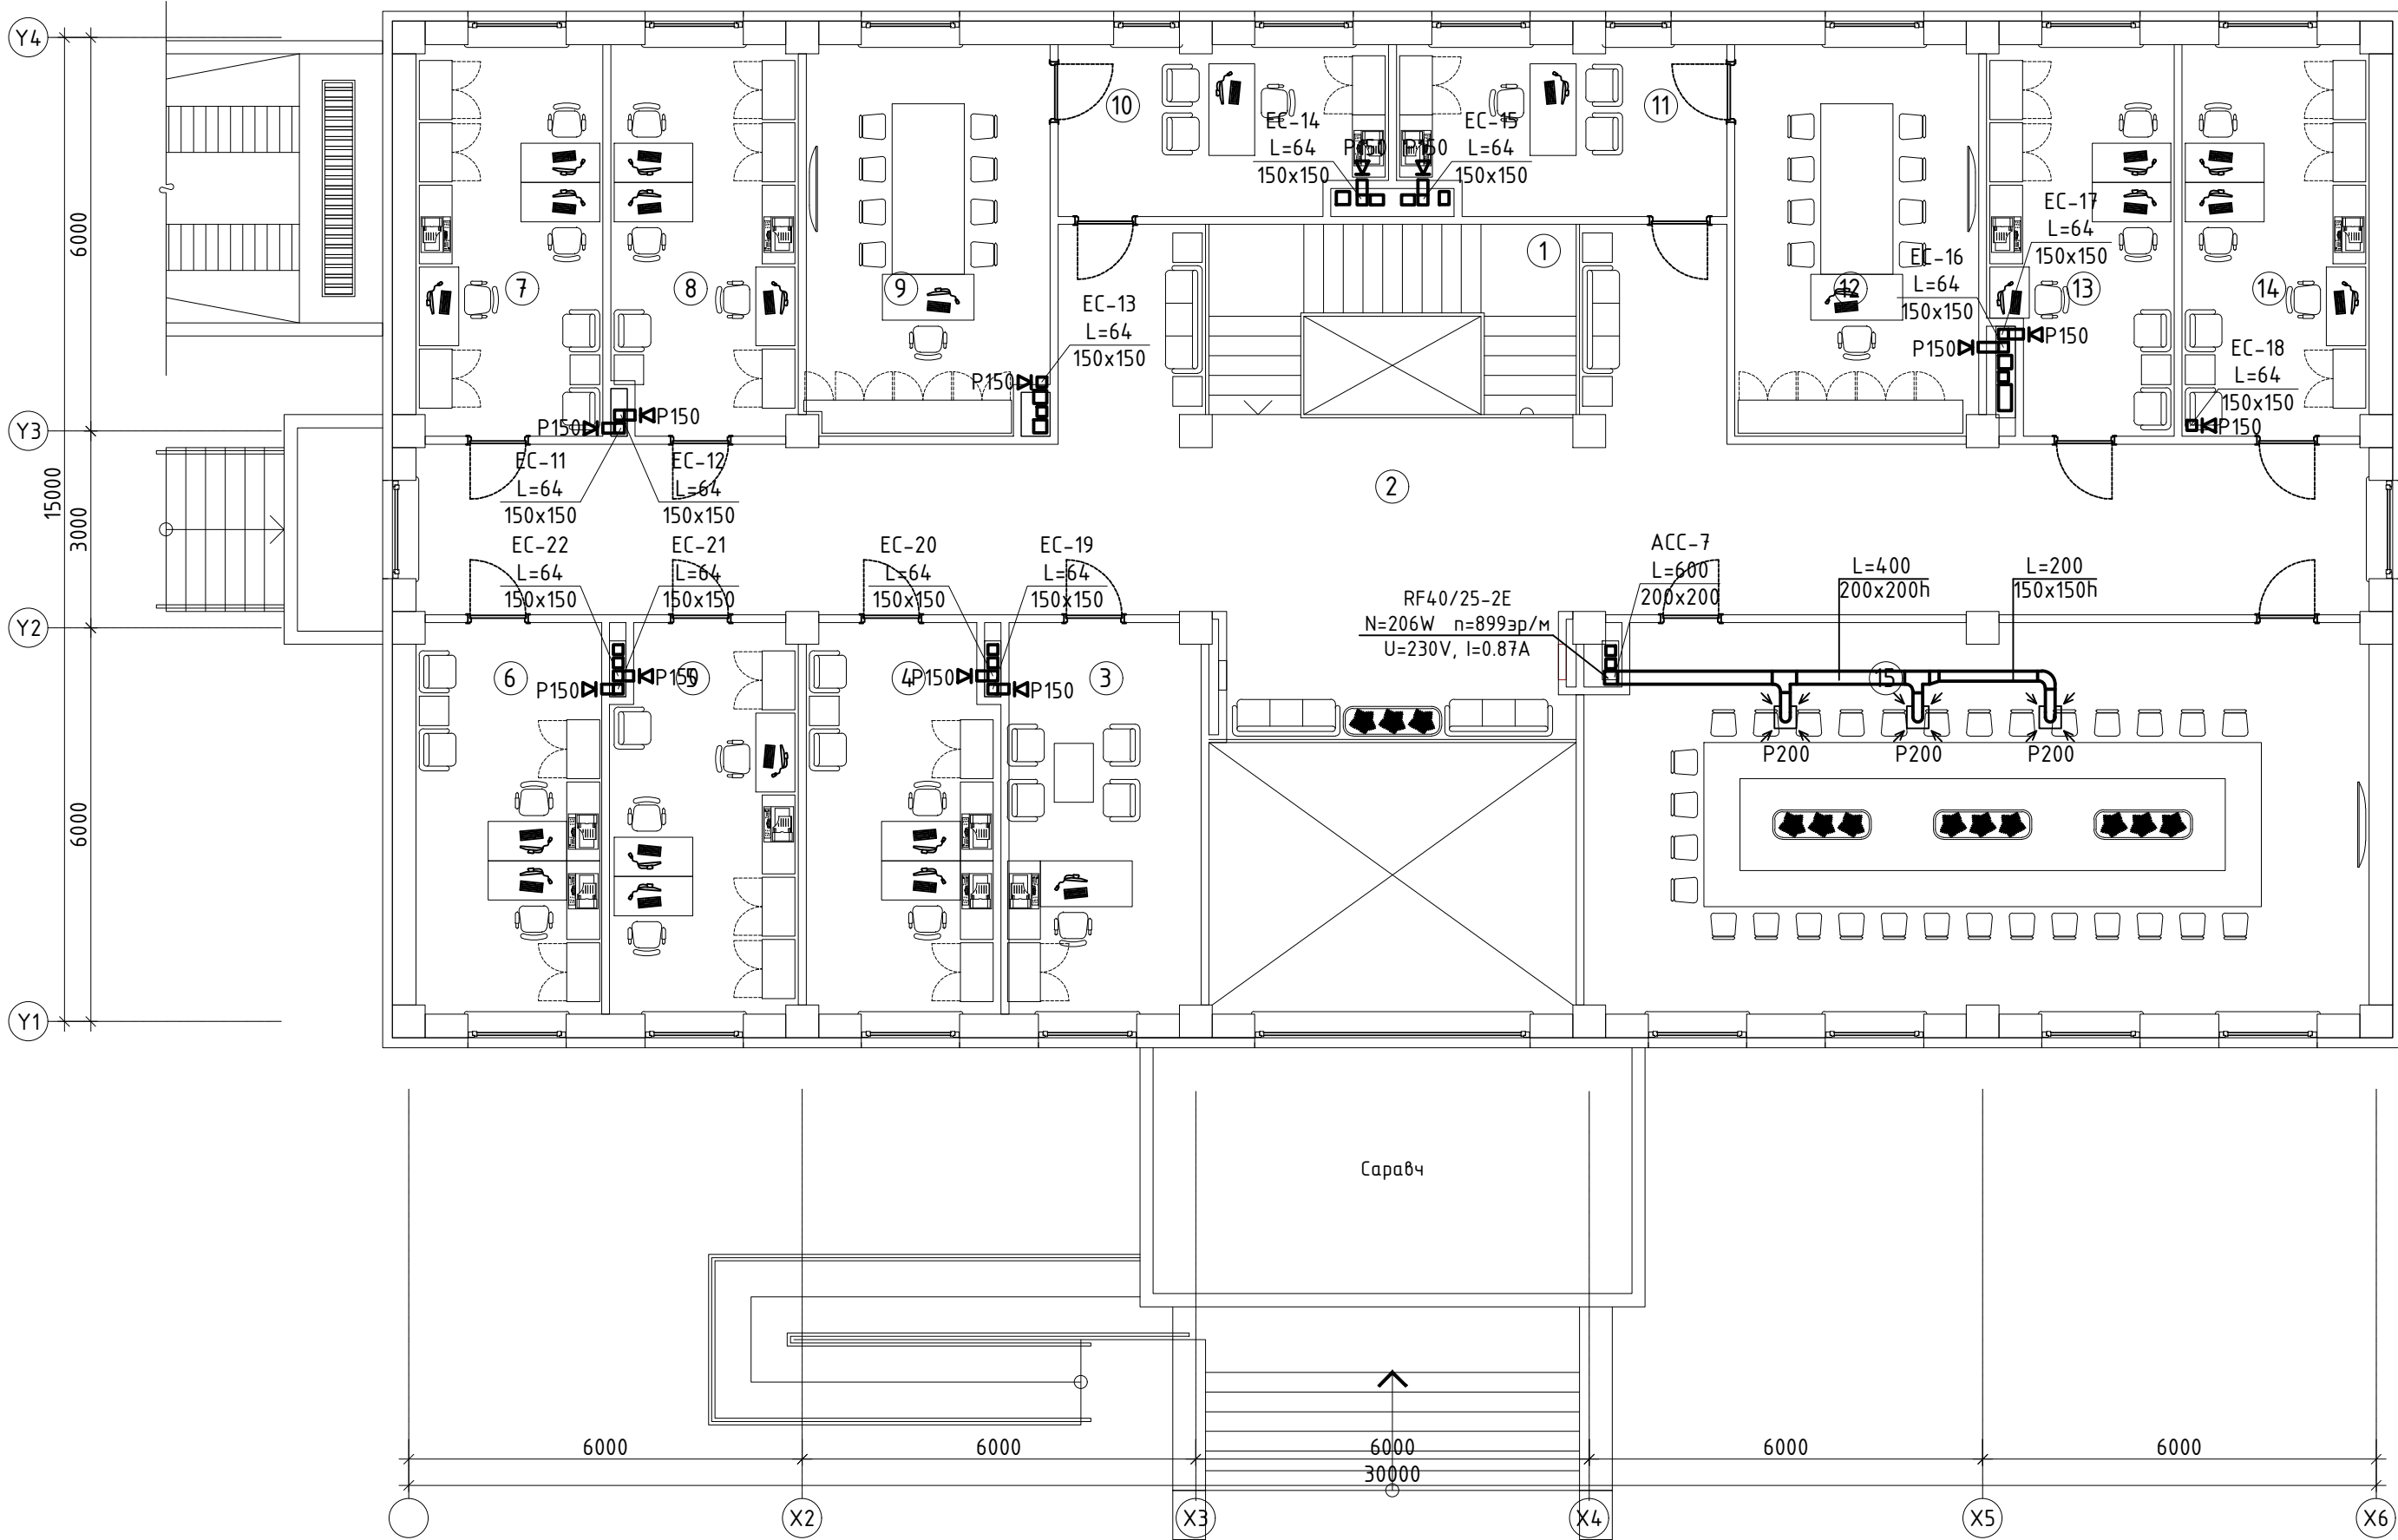 Y4
Y3
Y2
Y1
6000
3000
6000
15000
7
8
9
10
EC-14
L=64
150x150
P150
EC-15
L=64
150x150
P150
11
1
EC-13
L=64
150x150
P150
12
EC-16
L=64
150x150
P150
EC-17
L=64
150x150
P150
13
14
EC-18
L=64
150x150
P150
P150
P150
EC-11
L=64
150x150
EC-12
L=64
150x150
2
EC-22
L=64
150x150
EC-21
L=64
150x150
EC-20
L=64
150x150
EC-19
L=64
150x150
RF40/25-2E
N=206W n=899эр/м
U=230V, I=0.87A
ACC-7
L=600
200x200
L=400
200x200h
L=200
150x150h
6
P150
P150
5
4
P150
P150
3
15
P200
P200
P200
Саравч
6000
6000
6000
6000
6000
30000
X2
X3
X4
X5
X6